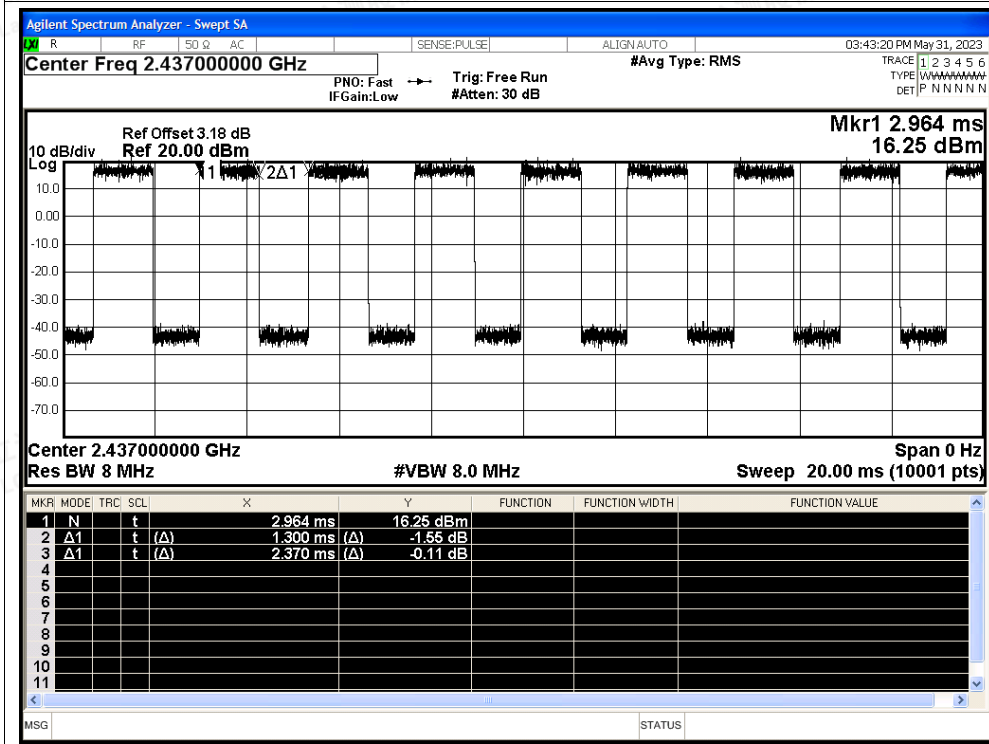 Agilent Spectrum Analyzer - Swept SA
LXI R RF 50 Ω AC SENSE:PULSE ALIGN AUTO 03:43:20 PM May 31, 2023
Center Freq 2.437000000 GHz #Avg Type: RMS TRACE 1 2 3 4 5 6
PNO: Fast Trig: Free Run TYPE W
IFGain:Low #Atten: 30 dB DET P N N N N N
Mkr1 2.964 ms
Ref Offset 3.18 dB
10 dB/div Ref 20.00 dBm 16.25 dBm
Log
1 2Δ1
10.0
0.00
-10.0
-20.0
-30.0
-40.0
-50.0
-60.0
-70.0
Center 2.437000000 GHz Span 0 Hz
Res BW 8 MHz #VBW 8.0 MHz Sweep 20.00 ms (10001 pts)
MKR MODE TRC SCL X Y FUNCTION FUNCTION WIDTH FUNCTION VALUE
1 N t 2.964 ms 16.25 dBm
2 Δ1 t (Δ) 1.300 ms (Δ) -1.55 dB
3 Δ1 t (Δ) 2.370 ms (Δ) -0.11 dB
4
5
6
7
8
9
10
11
MSG STATUS